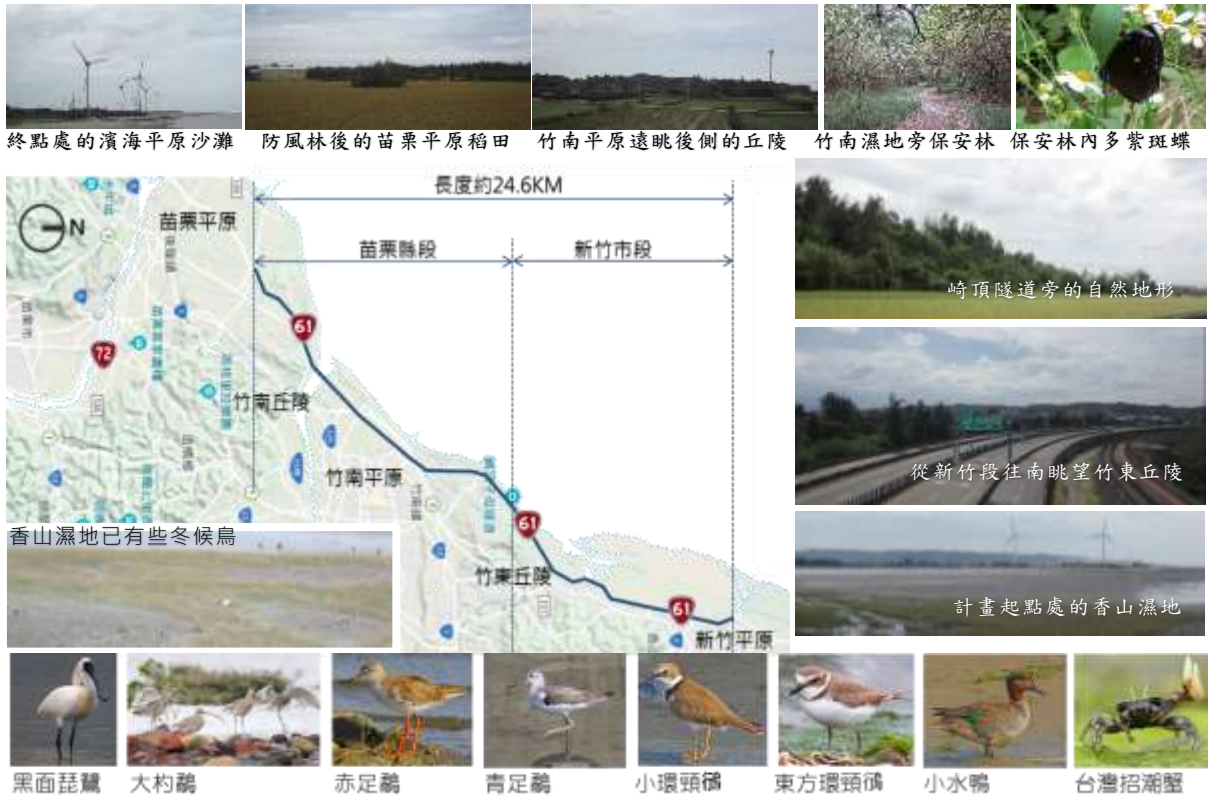 終點處的濱海平原沙灘
防風林後的苗栗平原稻田
竹南平原遠眺後側的丘陵
竹南濕地旁保安林
保安林內多紫斑蝶
長度約24.6KM
苗栗縣段
新竹市段
N
苗栗平原
61
72
竹南丘陵
竹南平原
61
竹東丘陵
61
新竹平原
崎頂隧道旁的自然地形
從新竹段往南眺望竹東丘陵
計畫起點處的香山濕地
香山濕地已有些冬候鳥
黑面琵鷺
大杓鷸
赤足鷸
青足鷸
小環頸鴴
東方環頸鴴
小水鴨
台灣招潮蟹